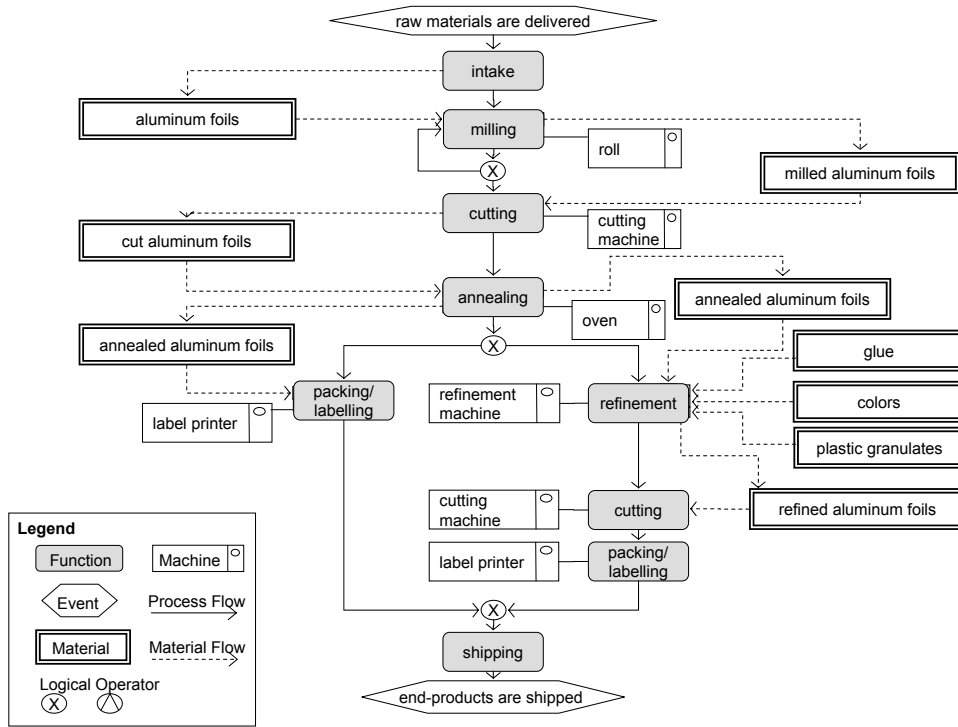 raw materials are delivered
intake
aluminum foils
milling
roll
milled aluminum foils
X
cutting
cutting
machine
cut aluminum foils
annealing
annealed aluminum foils
oven
annealed aluminum foils
X
glue
packing/
labelling
label printer
refinement
machine
refinement
colors
plastic granulates
cutting
machine
cutting
refined aluminum foils
label printer
packing/
labelling
X
shipping
end-products are shipped
Legend
Function
Machine
Event
Process Flow
Material
Material Flow
Logical Operator
X